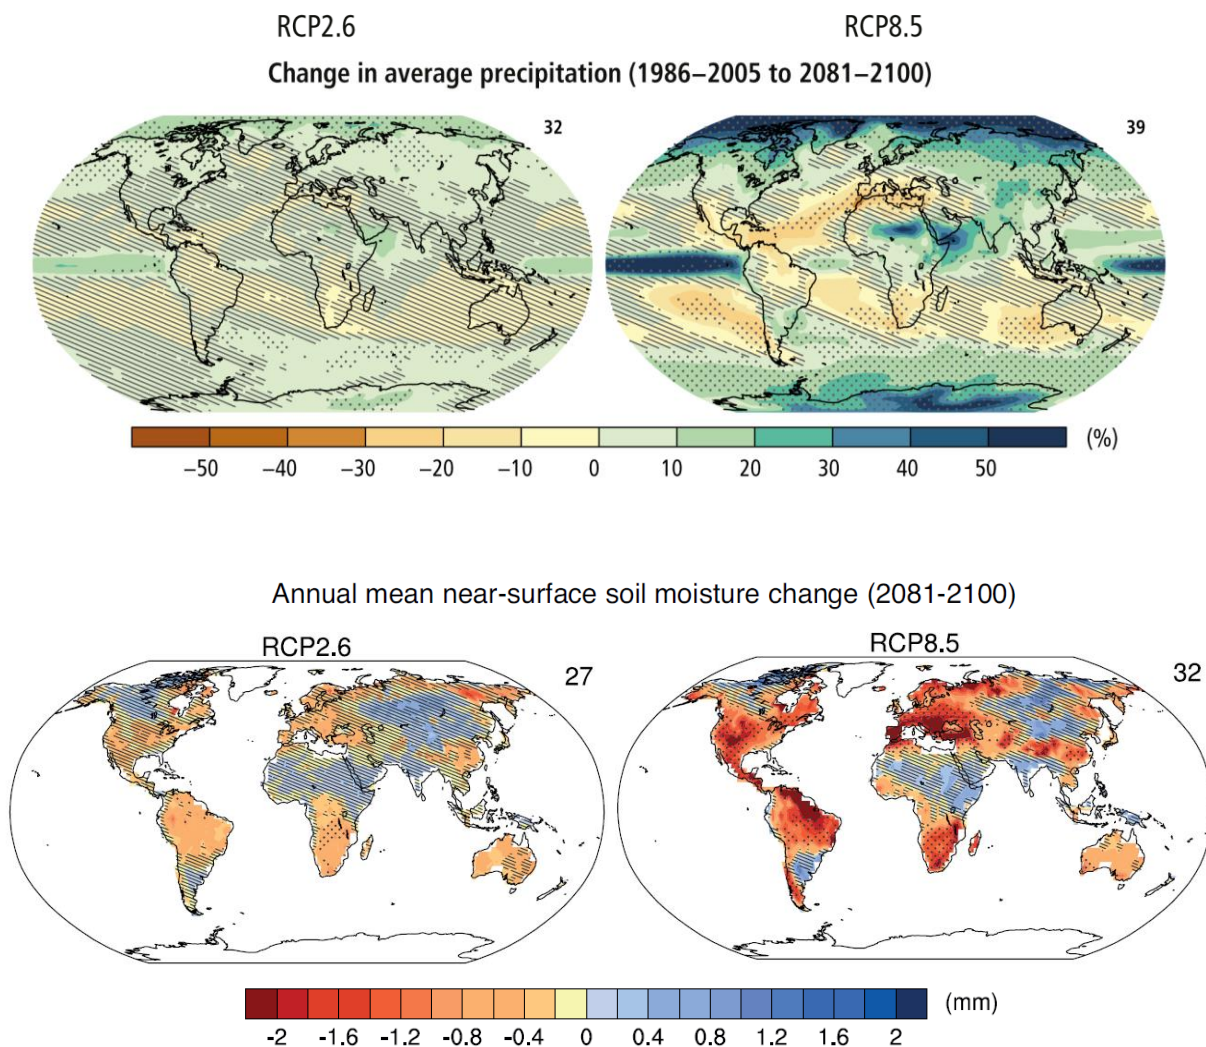 RCP2.6
RCP8.5
Change in average precipitation (1986–2005 to 2081–2100)
32
39
(%)
–50 –40 –30 –20 –10 0 10 20 30 40 50
Annual mean near-surface soil moisture change (2081-2100)
RCP2.6
RCP8.5
27
32
(mm)
-2 -1.6 -1.2 -0.8 -0.4 0 0.4 0.8 1.2 1.6 2